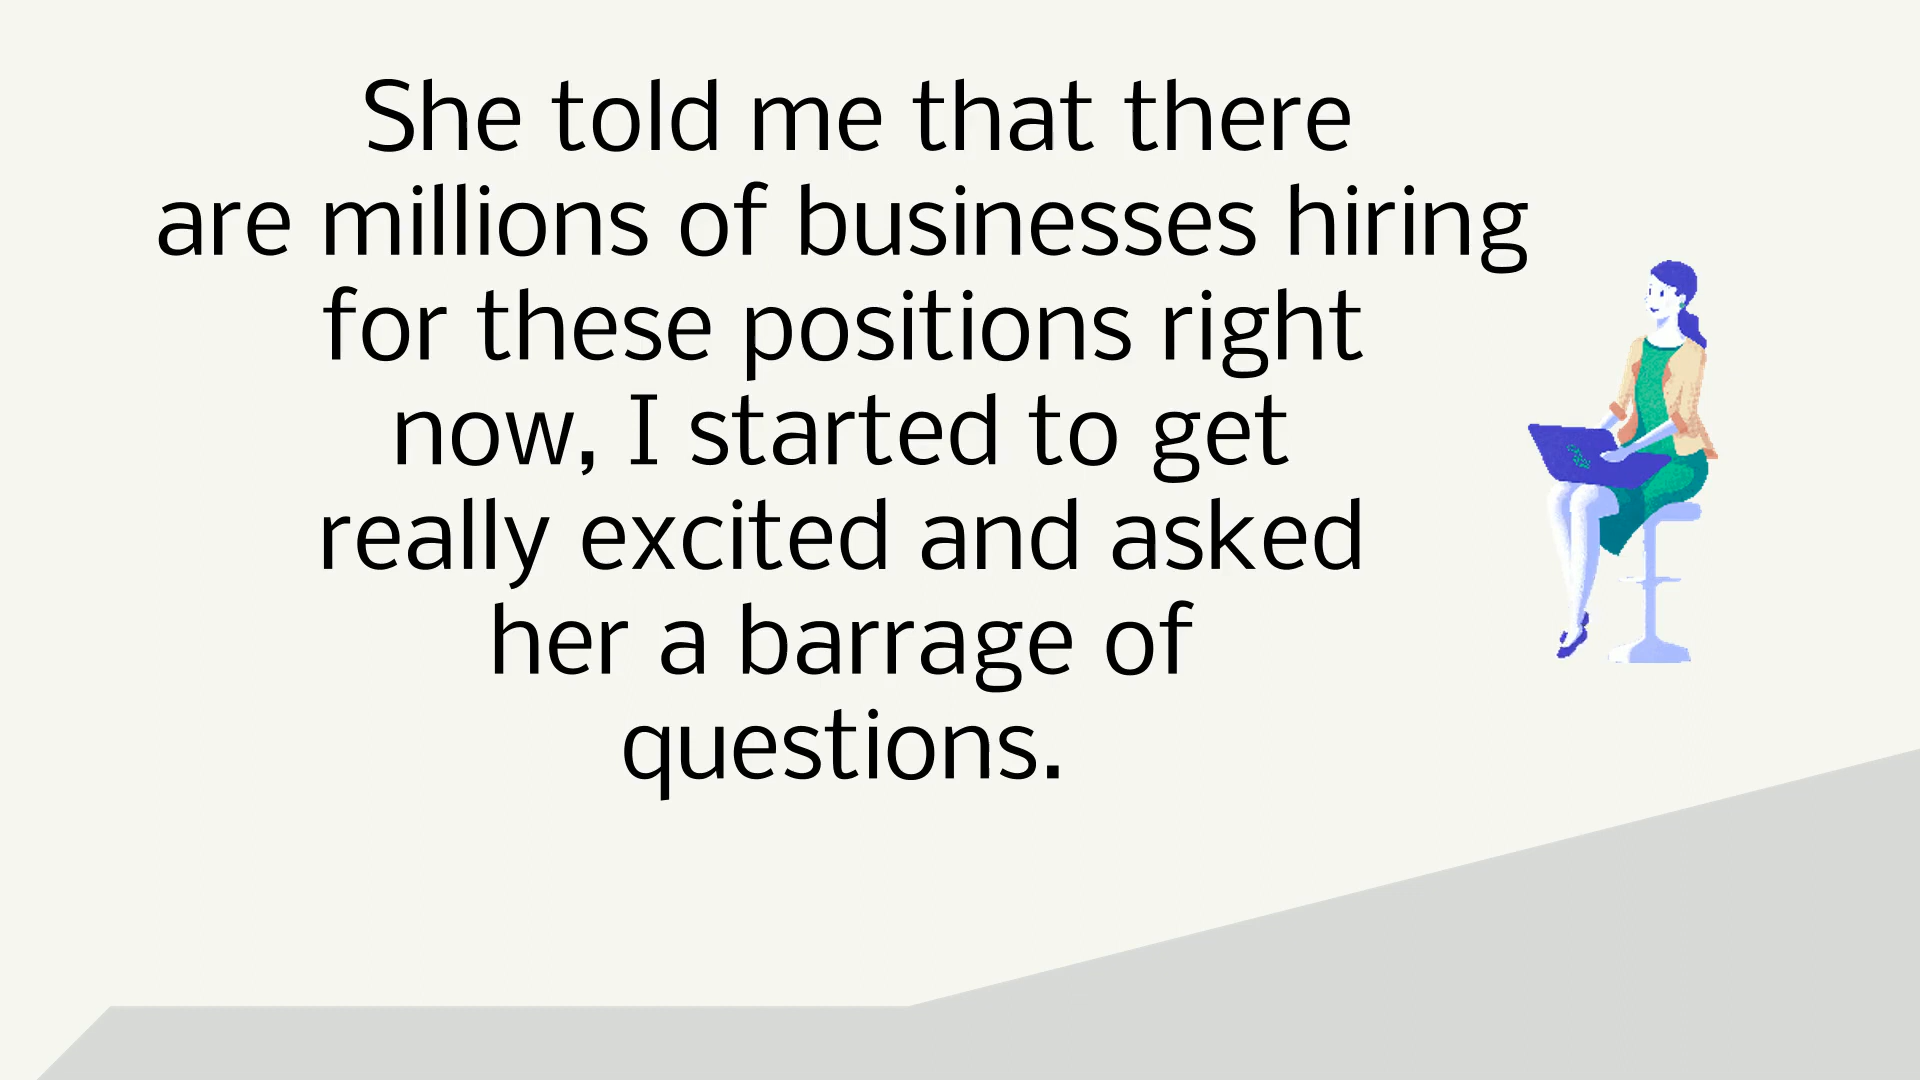 She told me that there
are millions of businesses hiring
for these positions right
now, I started to get
really excited and asked
her a barrage of
questions.